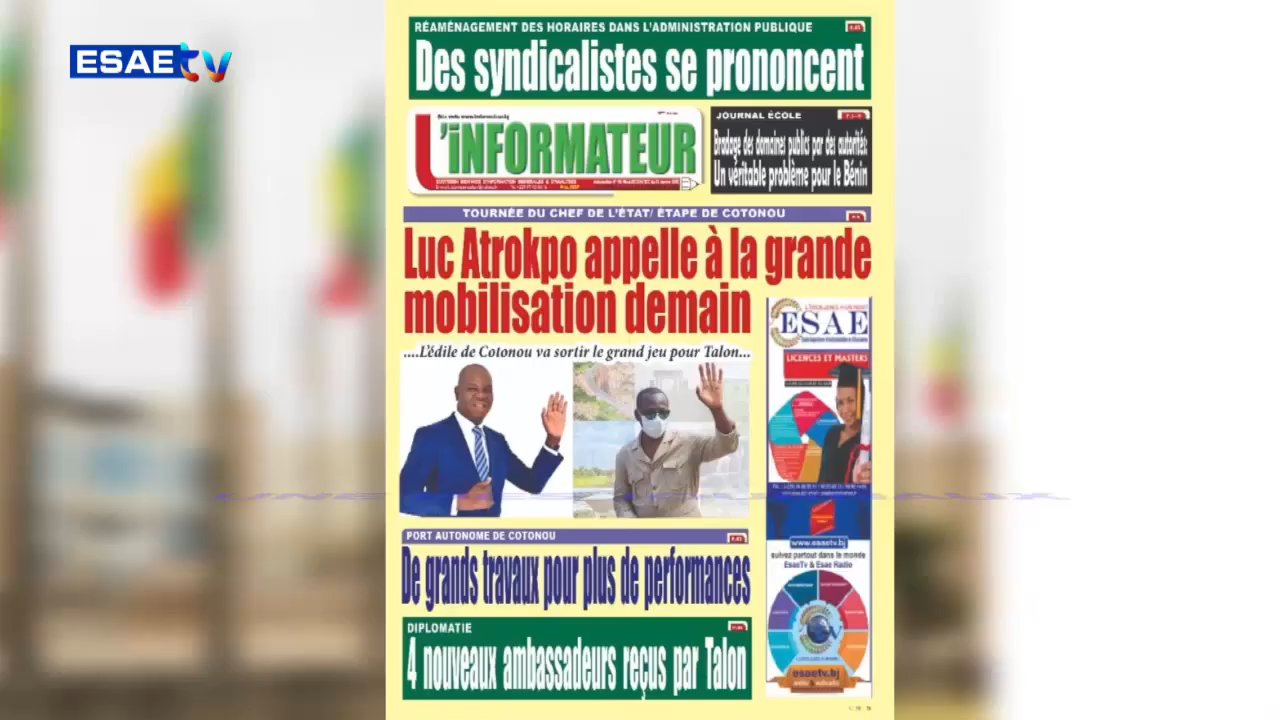 ESAE tv
RÉAMÉNAGEMENT DES HORAIRES DANS L'ADMINISTRATION PUBLIQUE
Des syndicalistes se prononcent
L'iNFORMATEUR
JOURNAL ÉCOLE
Bradage des domaines publics par des autorités:
Un véritable problème pour le Bénin
TOURNÉE DU CHEF DE L'ÉTAT/ ÉTAPE DE COTONOU
Luc Atrokpo appelle à la grande
mobilisation demain
....L'édile de Cotonou va sortir le grand jeu pour Talon...
ESAE
LICENCES ET MASTERS
www.esaetv.bj
suivez partout dans le monde
EsaeTv & Esae Radio
esaetv.bj
PORT AUTONOME DE COTONOU
De grands travaux pour plus de performances
DIPLOMATIE
4 nouveaux ambassadeurs reçus par Talon